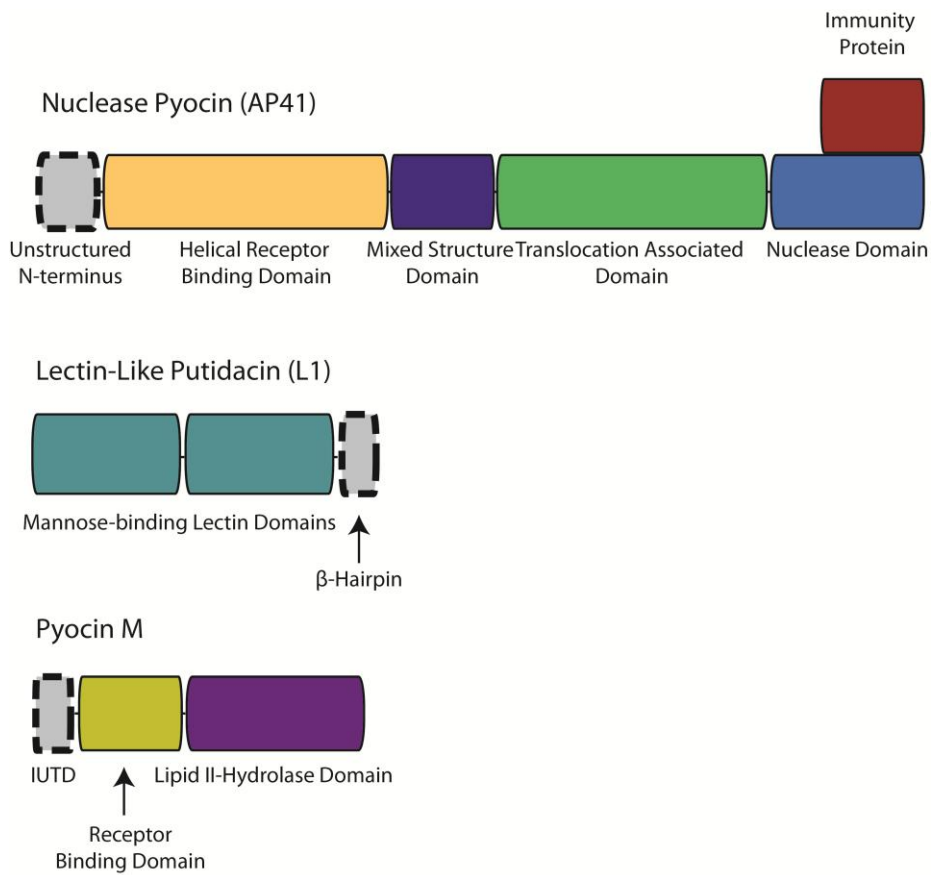 Immunity
Protein
Nuclease Pyocin (AP41)
Unstructured
N-terminus
Helical Receptor
Binding Domain
Mixed Structure
Domain
Translocation Associated
Domain
Nuclease Domain
Lectin-Like Putidacin (L1)
Mannose-binding Lectin Domains
β-Hairpin
Pyocin M
IUTD
Lipid II-Hydrolase Domain
Receptor
Binding Domain